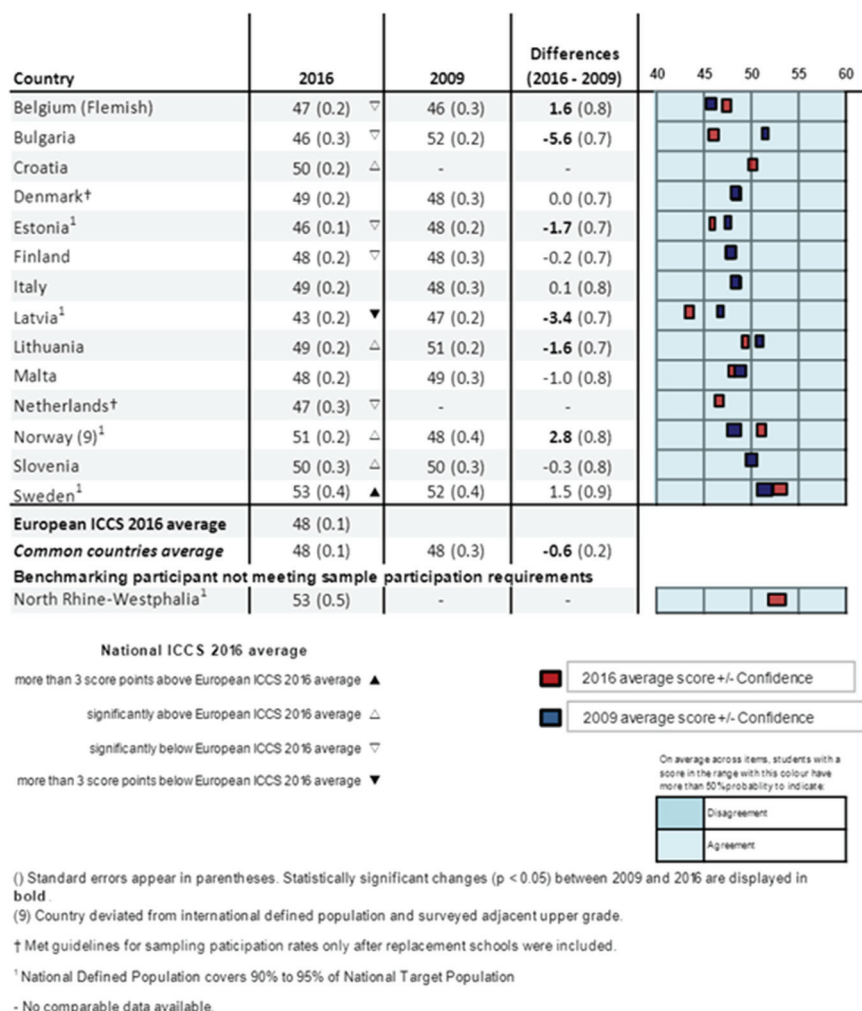 Country 2016 2009 Differences (2016 - 2009) 40 45 50 55 60
Belgium (Flemish) 47 (0.2) ▽ 46 (0.3) 1.6 (0.8)
Bulgaria 46 (0.3) ▽ 52 (0.2) -5.6 (0.7)
Croatia 50 (0.2) △ - -
Denmark† 49 (0.2) 48 (0.3) 0.0 (0.7)
Estonia¹ 46 (0.1) ▽ 48 (0.2) -1.7 (0.7)
Finland 48 (0.2) ▽ 48 (0.3) -0.2 (0.7)
Italy 49 (0.2) 48 (0.3) 0.1 (0.8)
Latvia¹ 43 (0.2) ▼ 47 (0.2) -3.4 (0.7)
Lithuania 49 (0.2) △ 51 (0.2) -1.6 (0.7)
Malta 48 (0.2) 49 (0.3) -1.0 (0.8)
Netherlands† 47 (0.3) ▽ - -
Norway (9)¹ 51 (0.2) △ 48 (0.4) 2.8 (0.8)
Slovenia 50 (0.3) △ 50 (0.3) -0.3 (0.8)
Sweden¹ 53 (0.4) ▲ 52 (0.4) 1.5 (0.9)
European ICCS 2016 average 48 (0.1)
Common countries average 48 (0.1) 48 (0.3) -0.6 (0.2)
Benchmarking participant not meeting sample participation requirements
North Rhine-Westphalia¹ 53 (0.5) - -
National ICCS 2016 average
more than 3 score points above European ICCS 2016 average ▲
significantly above European ICCS 2016 average △
significantly below European ICCS 2016 average ▽
more than 3 score points below European ICCS 2016 average ▼
2016 average score +/- Confidence
2009 average score +/- Confidence
On average across items, students with a
score in the range with this colour have
more than 50% probablity to indicate:
Disagreement
Agreement
() Standard errors appear in parentheses. Statistically significant changes (p < 0.05) between 2009 and 2016 are displayed in
bold .
(9) Country deviated from international defined population and surveyed adjacent upper grade.
† Met guidelines for sampling paticipation rates only after replacement schools were included.
¹ National Defined Population covers 90% to 95% of National Target Population
- No comparable data available.